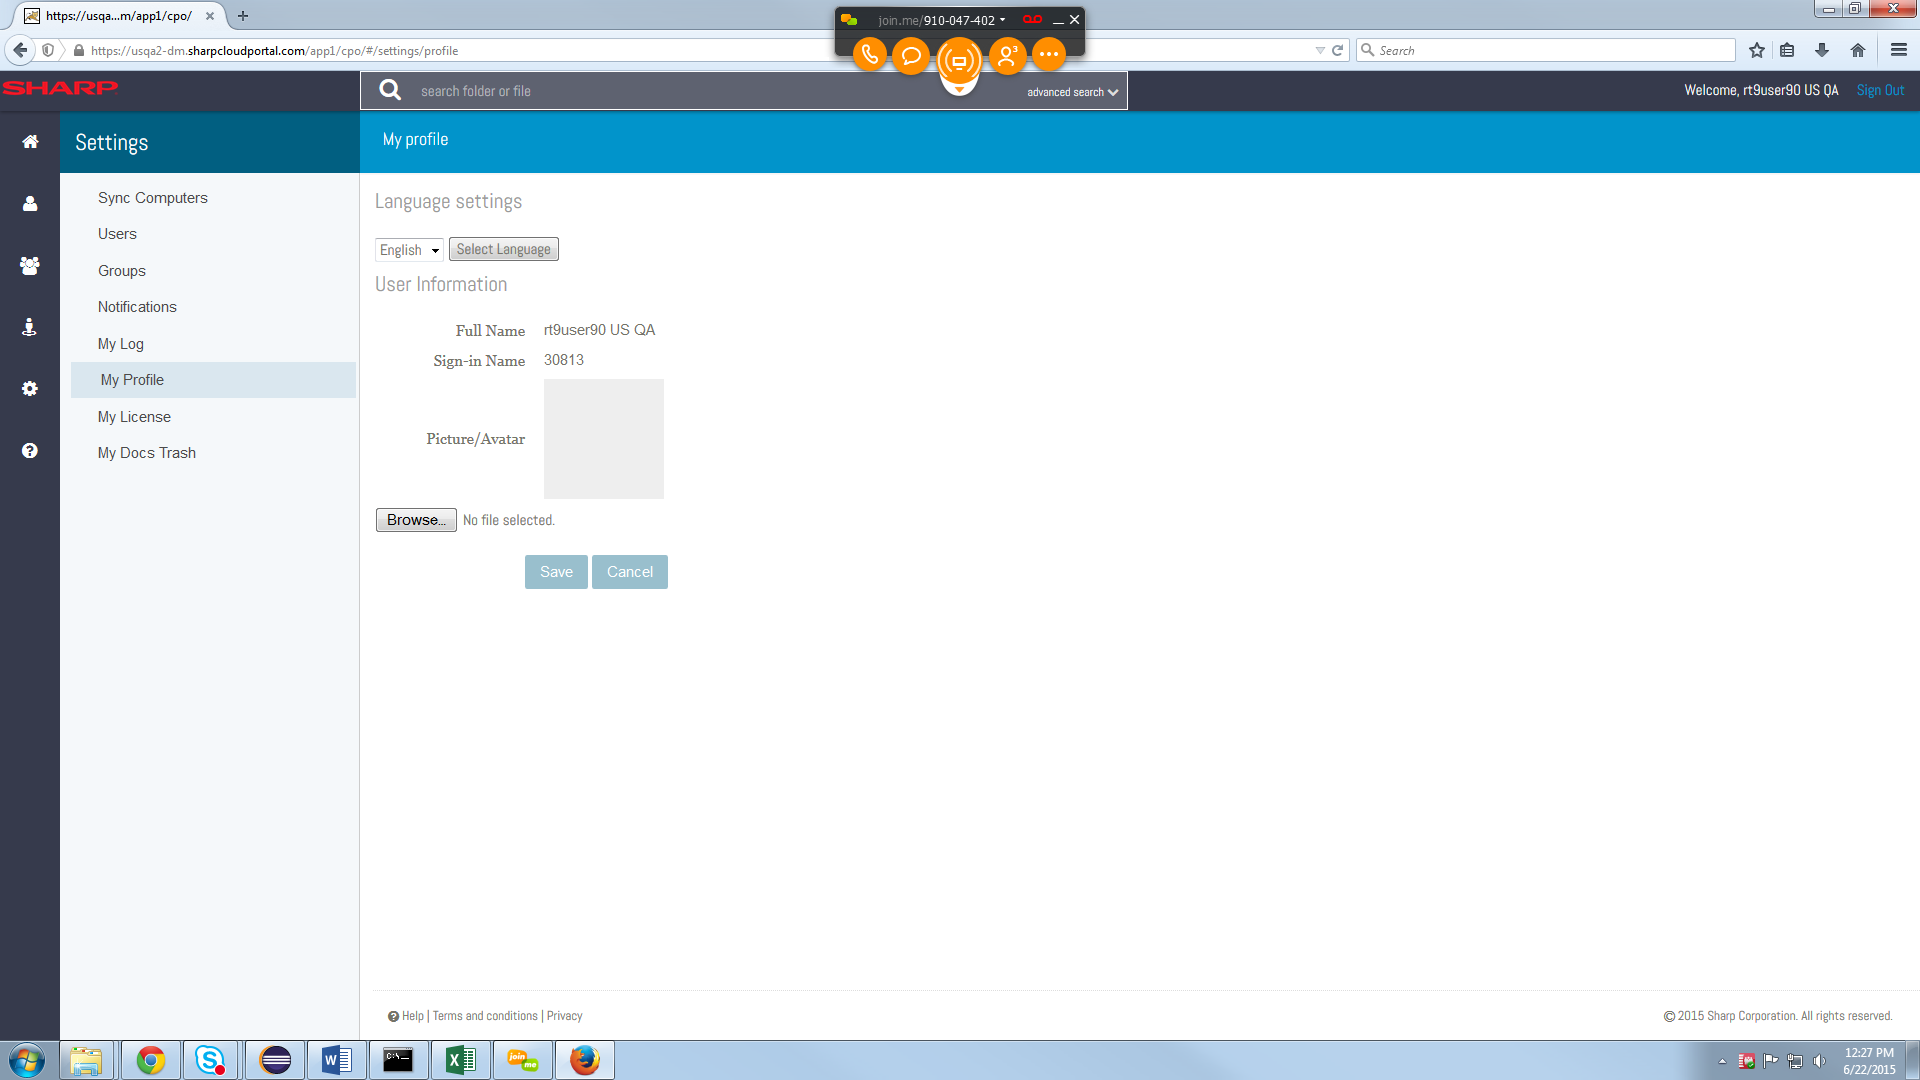 https://usqa...m/app1/cpo/
join.me/910-047-402
https://usqa2-dm.sharpcloudportal.com/app1/cpo/#/settings/profile
Search
3
SHARP
search folder or file
advanced search
Welcome, rt9user90 US QA
Sign Out
Settings
My profile
Sync Computers
Users
Groups
Notifications
My Log
My Profile
My License
My Docs Trash
Language settings
English
Select Language
User Information
Full Name rt9user90 US QA
Sign-in Name 30813
Picture/Avatar
Browse... No file selected.
Save Cancel
Help | Terms and conditions | Privacy
© 2015 Sharp Corporation. All rights reserved.
C:\_
join me
12:27 PM
6/22/2015